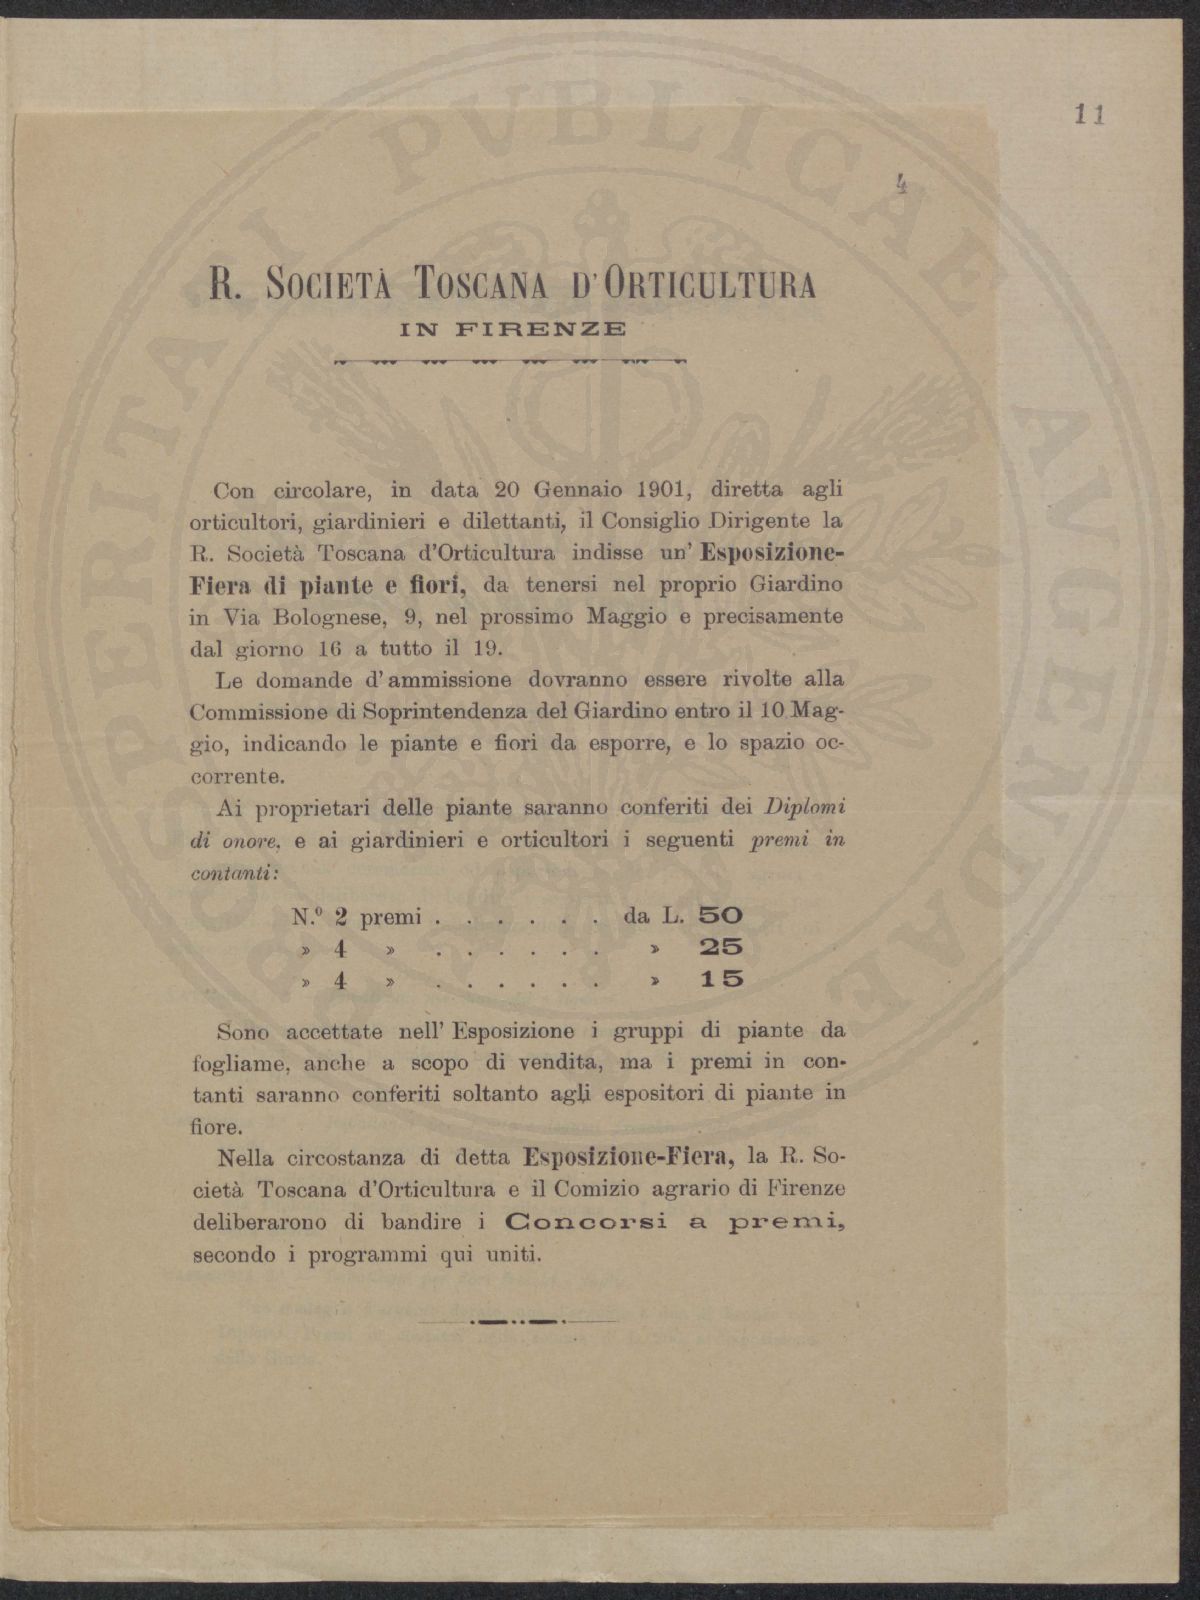 11
4
R. SOCIETÀ TOSCANA D'ORTICULTURA
IN FIRENZE
Con circolare, in data 20 Gennaio 1901, diretta agli
orticultori, giardinieri e dilettanti, il Consiglio Dirigente la
R. Società Toscana d'Orticultura indisse un' Esposizione-
Fiera di piante e fiori, da tenersi nel proprio Giardino
in Via Bolognese, 9, nel prossimo Maggio e precisamente
dal giorno 16 a tutto il 19.
Le domande d'ammissione dovranno essere rivolte alla
Commissione di Soprintendenza del Giardino entro il 10 Mag-
gio, indicando le piante e fiori da esporre, e lo spazio oc-
corrente.
Ai proprietari delle piante saranno conferiti dei Diplomi
di onore, e ai giardinieri e orticultori i seguenti premi in
contanti:
N.º 2 premi . . . . . . da L. 50
» 4 » . . . . . . » 25
» 4 » . . . . . . » 15
Sono accettate nell' Esposizione i gruppi di piante da
fogliame, anche a scopo di vendita, ma i premi in con-
tanti saranno conferiti soltanto agli espositori di piante in
fiore.
Nella circostanza di detta Esposizione-Fiera, la R. So-
cietà Toscana d'Orticultura e il Comizio agrario di Firenze
deliberarono di bandire i Concorsi a premi,
secondo i programmi qui uniti.
PROSPERITATI PVBLICAE AVGENDAE